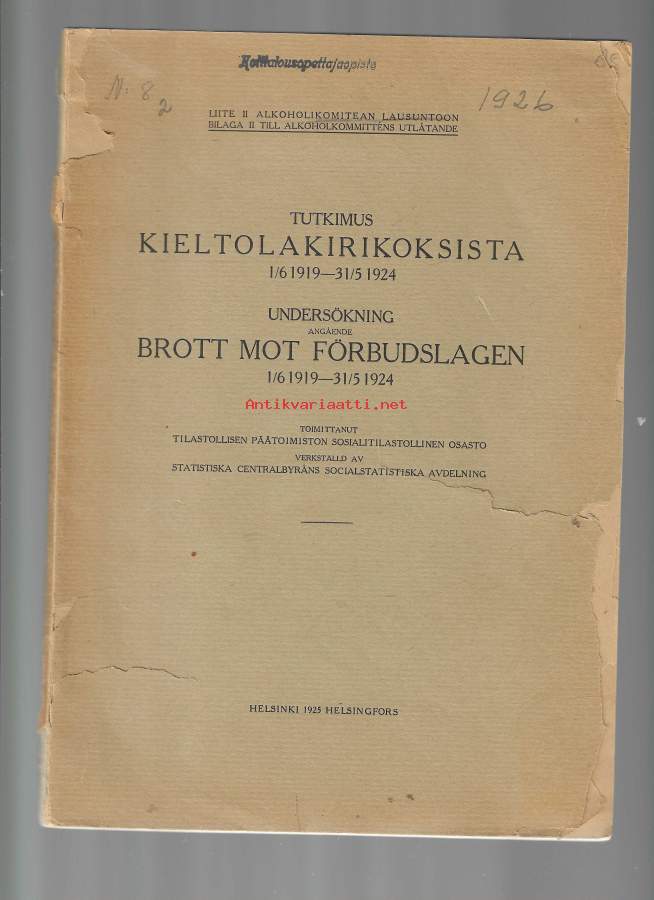 Kotitalousopettajaopisto
N: 8 2
1926
LIITE II ALKOHOLIKOMITEAN LAUSUNTOON
BILAGA II TILL ALKOHOLKOMMITTÉNS UTLÅTANDE
TUTKIMUS
KIELTOLAKIRIKOKSISTA
1/6 1919—31/5 1924
UNDERSÖKNING
ANGÅENDE
BROTT MOT FÖRBUDSLAGEN
1/6 1919—31/5 1924
Antikvariaatti.net
TOIMITTANUT
TILASTOLLISEN PÄÄTOIMISTON SOSIALITILASTOLLINEN OSASTO
VERKSTÄLLD AV
STATISTISKA CENTRALBYRÅNS SOCIALSTATISTISKA AVDELNING
HELSINKI 1925 HELSINGFORS